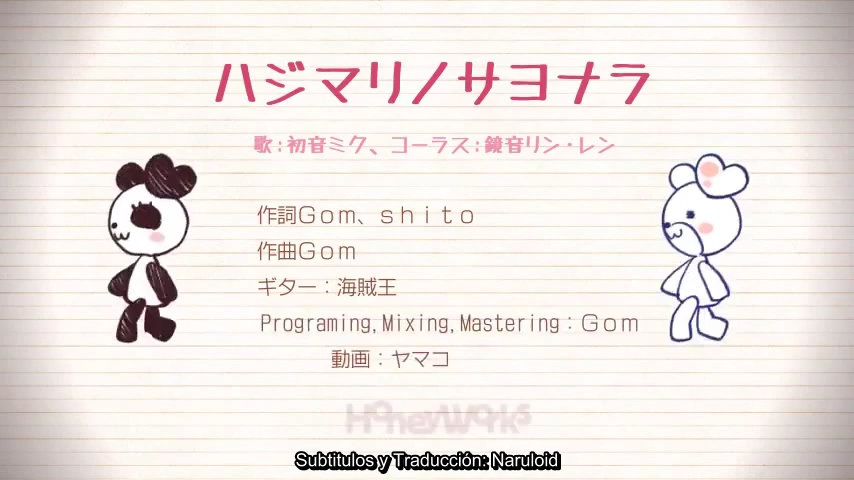 ハジマリノサヨナラ
歌:初音ミク、コーラス:鏡音リン・レン
作詞Gom、shito
作曲Gom
ギター：海賊王
Programing,Mixing,Mastering：Gom
動画：ヤマコ
HoneyWorks
Subtitulos y Traducción: Naruloid